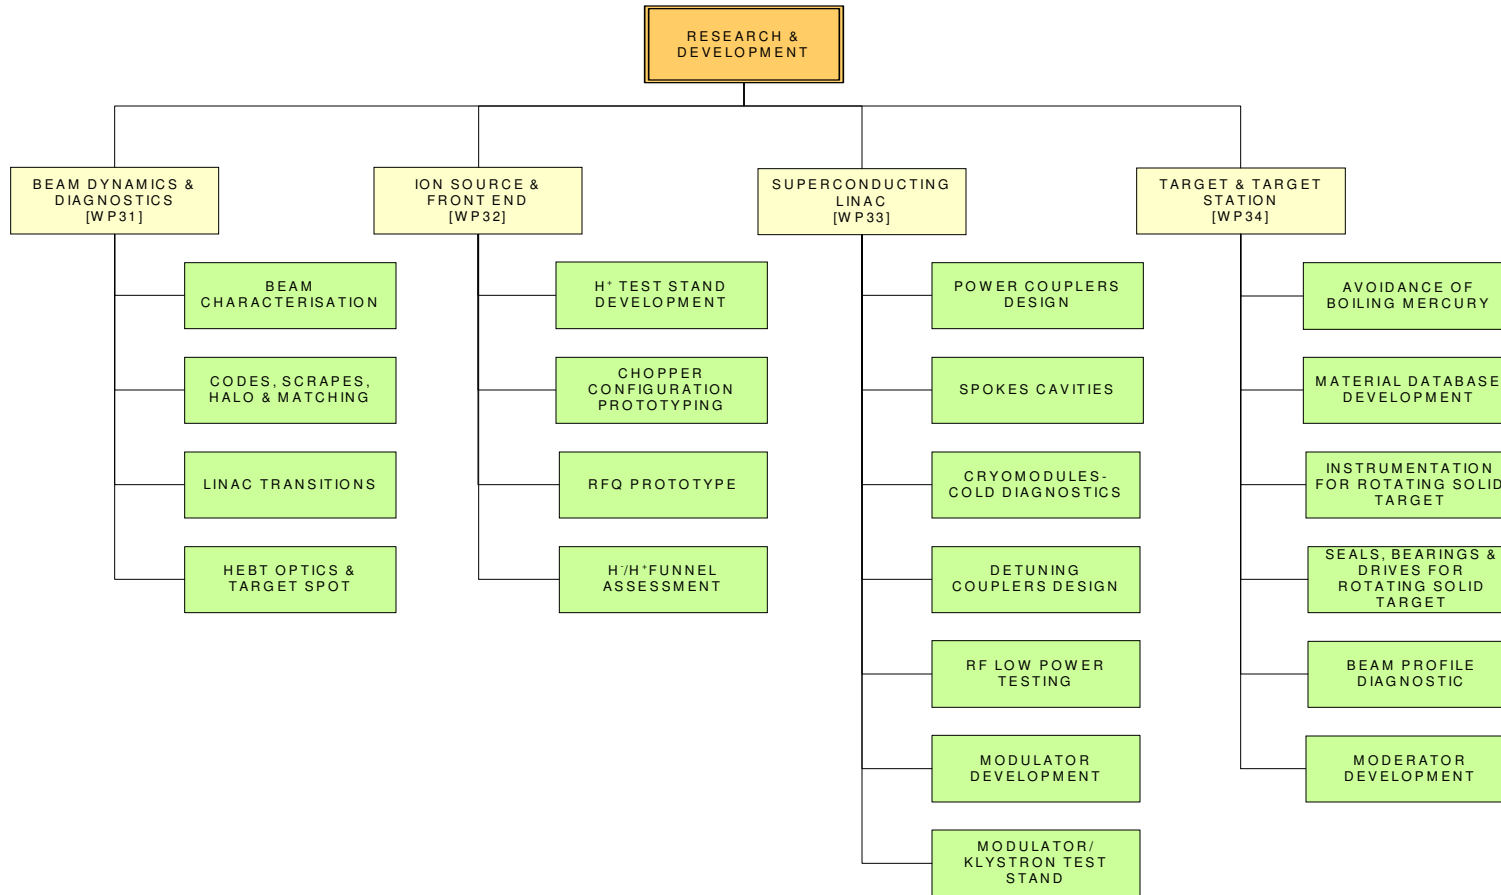 RESEARCH &
DEVELOPMENT
BEAM DYNAMICS &
DIAGNOSTICS
[WP31]
BEAM
CHARACTERISATION
CODES, SCRAPES,
HALO & MATCHING
LINAC TRANSITIONS
HEBT OPTICS &
TARGET SPOT
ION SOURCE &
FRONT END
[WP32]
H⁺ TEST STAND
DEVELOPMENT
CHOPPER
CONFIGURATION
PROTOTYPING
RFQ PROTOTYPE
H⁻/H⁺FUNNEL
ASSESSMENT
SUPERCONDUCTING
LINAC
[WP33]
POWER COUPLERS
DESIGN
SPOKES CAVITIES
CRYOMODULES-
COLD DIAGNOSTICS
DETUNING
COUPLERS DESIGN
RF LOW POWER
TESTING
MODULATOR
DEVELOPMENT
MODULATOR/
KLYSTRON TEST
STAND
TARGET & TARGET
STATION
[WP34]
AVOIDANCE OF
BOILING MERCURY
MATERIAL DATABASE
DEVELOPMENT
INSTRUMENTATION
FOR ROTATING SOLID
TARGET
SEALS, BEARINGS &
DRIVES FOR
ROTATING SOLID
TARGET
BEAM PROFILE
DIAGNOSTIC
MODERATOR
DEVELOPMENT